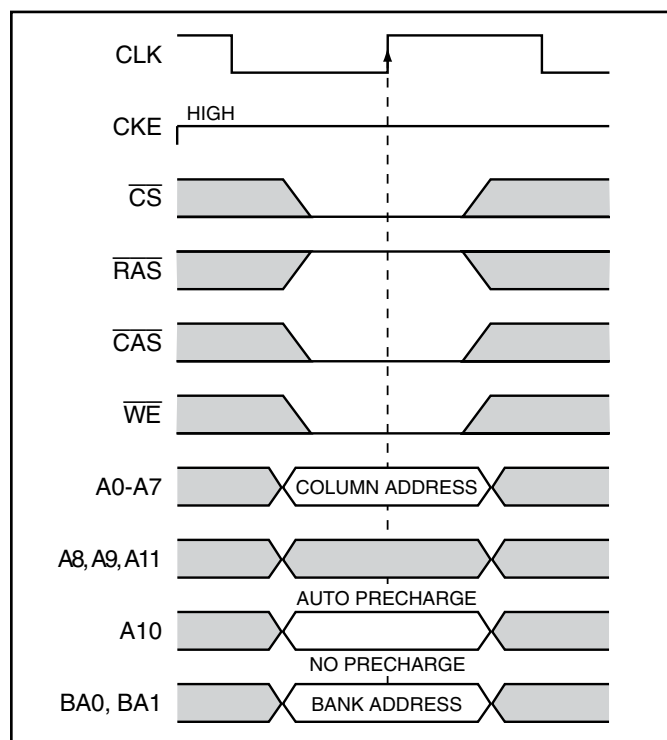 CLK
HIGH
CKE
CS
RAS
CAS
WE
A0-A7 COLUMN ADDRESS
A8, A9, A11
AUTO PRECHARGE
A10
NO PRECHARGE
BA0, BA1 BANK ADDRESS